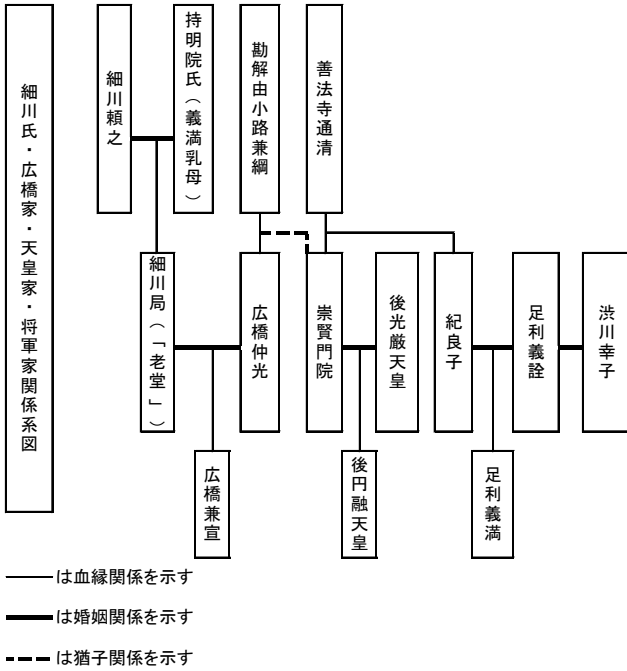 細川氏・広橋家・天皇家・将軍家関係系図
細川頼之
持明院氏（義満乳母）
勘解由小路兼綱
善法寺通清
細川局（「老堂」）
広橋仲光
崇賢門院
後光厳天皇
紀良子
足利義詮
渋川幸子
広橋兼宣
後円融天皇
足利義満
は血縁関係を示す
は婚姻関係を示す
は猶子関係を示す